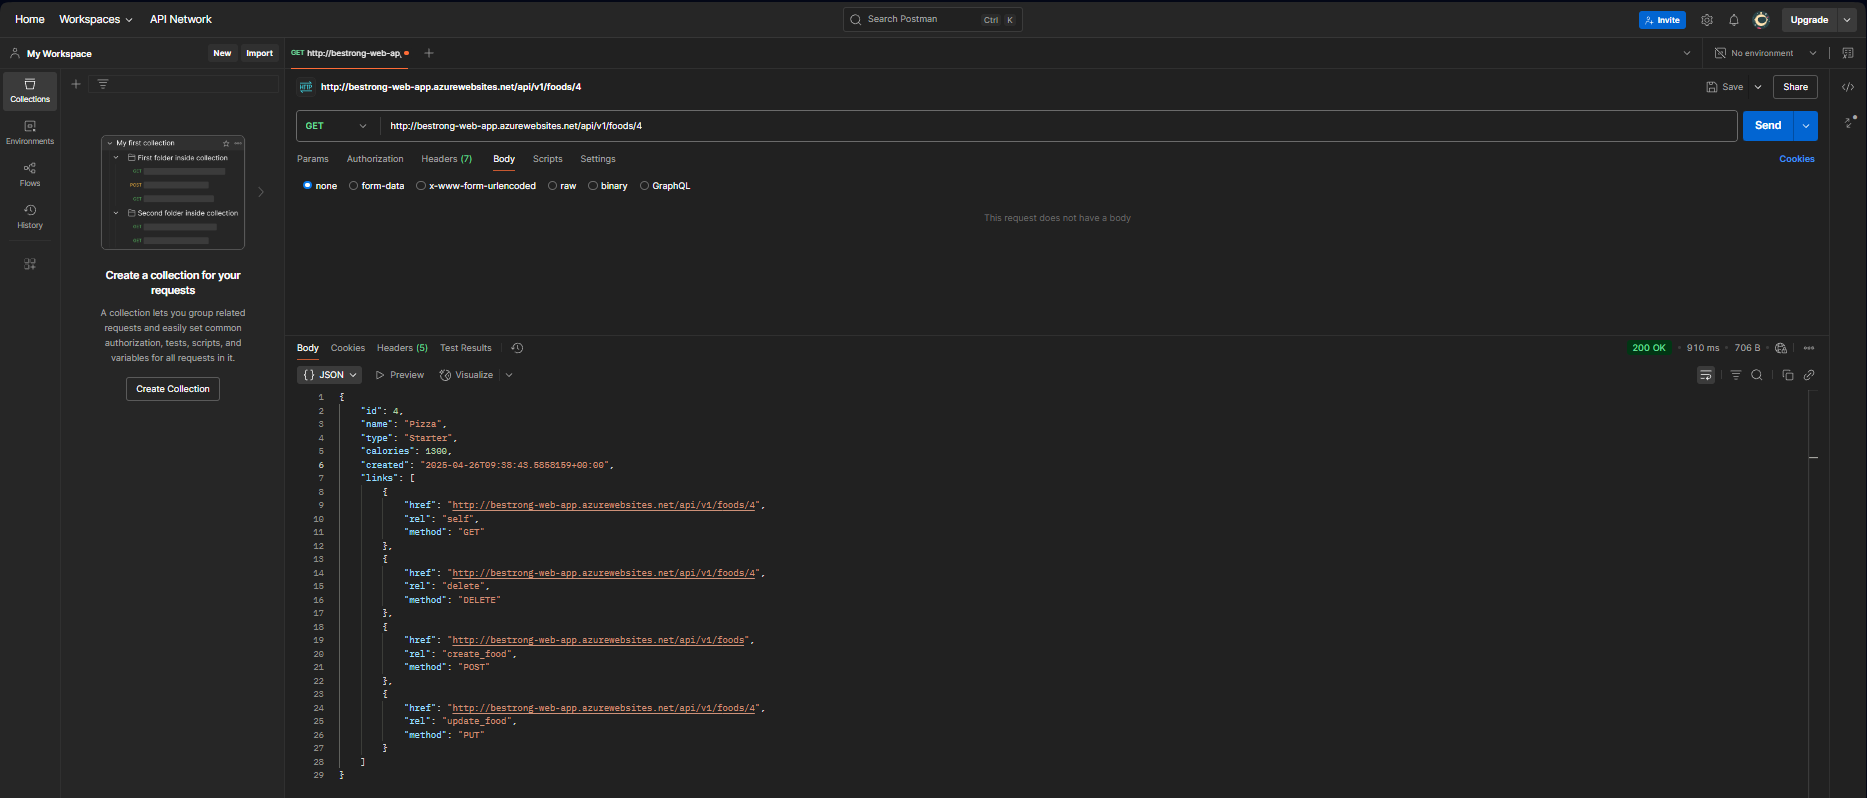 Home Workspaces API Network Search Postman Ctrl K Invite Upgrade
My Workspace New Import GET http://bestrong-web-ap No environment
Collections
Environments
Flows
History
My first collection
First folder inside collection
GET
POST
GET
Second folder inside collection
GET
GET
Create a collection for your
requests
A collection lets you group related
requests and easily set common
authorization, tests, scripts, and
variables for all requests in it.
Create Collection
HTTP http://bestrong-web-app.azurewebsites.net/api/v1/foods/4 Save Share
GET http://bestrong-web-app.azurewebsites.net/api/v1/foods/4 Send
Params Authorization Headers (7) Body Scripts Settings Cookies
none form-data x-www-form-urlencoded raw binary GraphQL
This request does not have a body
Body Cookies Headers (5) Test Results 200 OK • 910 ms • 706 B
{} JSON Preview Visualize
1 {
2 "id": 4,
3 "name": "Pizza",
4 "type": "Starter",
5 "calories": 1300,
6 "created": "2025-04-26T09:38:43.5858159+00:00",
7 "links": [
8 {
9 "href": "http://bestrong-web-app.azurewebsites.net/api/v1/foods/4",
10 "rel": "self",
11 "method": "GET"
12 },
13 {
14 "href": "http://bestrong-web-app.azurewebsites.net/api/v1/foods/4",
15 "rel": "delete",
16 "method": "DELETE"
17 },
18 {
19 "href": "http://bestrong-web-app.azurewebsites.net/api/v1/foods",
20 "rel": "create_food",
21 "method": "POST"
22 },
23 {
24 "href": "http://bestrong-web-app.azurewebsites.net/api/v1/foods/4",
25 "rel": "update_food",
26 "method": "PUT"
27 }
28 ]
29 }